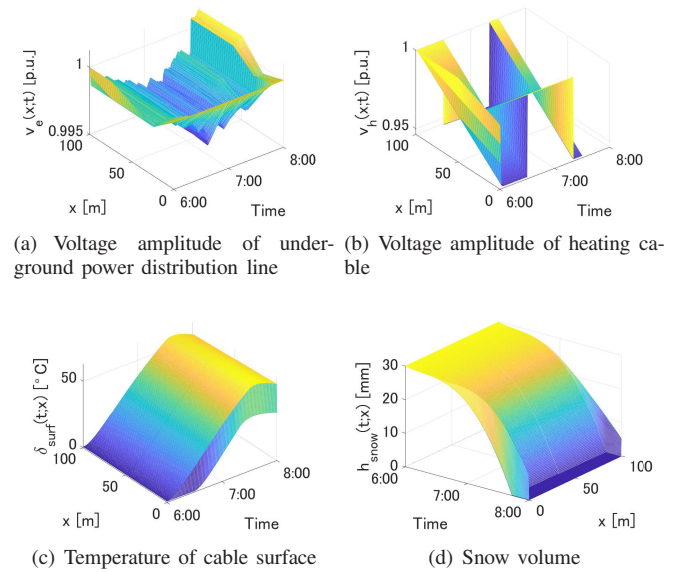 v_e(x;t) [p.u.]
1
0.995
100
50
0
x [m]
6:00
7:00
8:00
Time
v_h(x;t) [p.u.]
1
0.95
100
50
0
x [m]
6:00
7:00
8:00
Time
(a) Voltage amplitude of under-
ground power distribution line
(b) Voltage amplitude of heating ca-
ble
δ_surf(t;x) [°C]
50
0
100
50
0
x [m]
6:00
7:00
8:00
Time
h_snow(t;x) [mm]
30
20
10
0
6:00
7:00
8:00
Time
0
50
100
x [m]
(c) Temperature of cable surface
(d) Snow volume